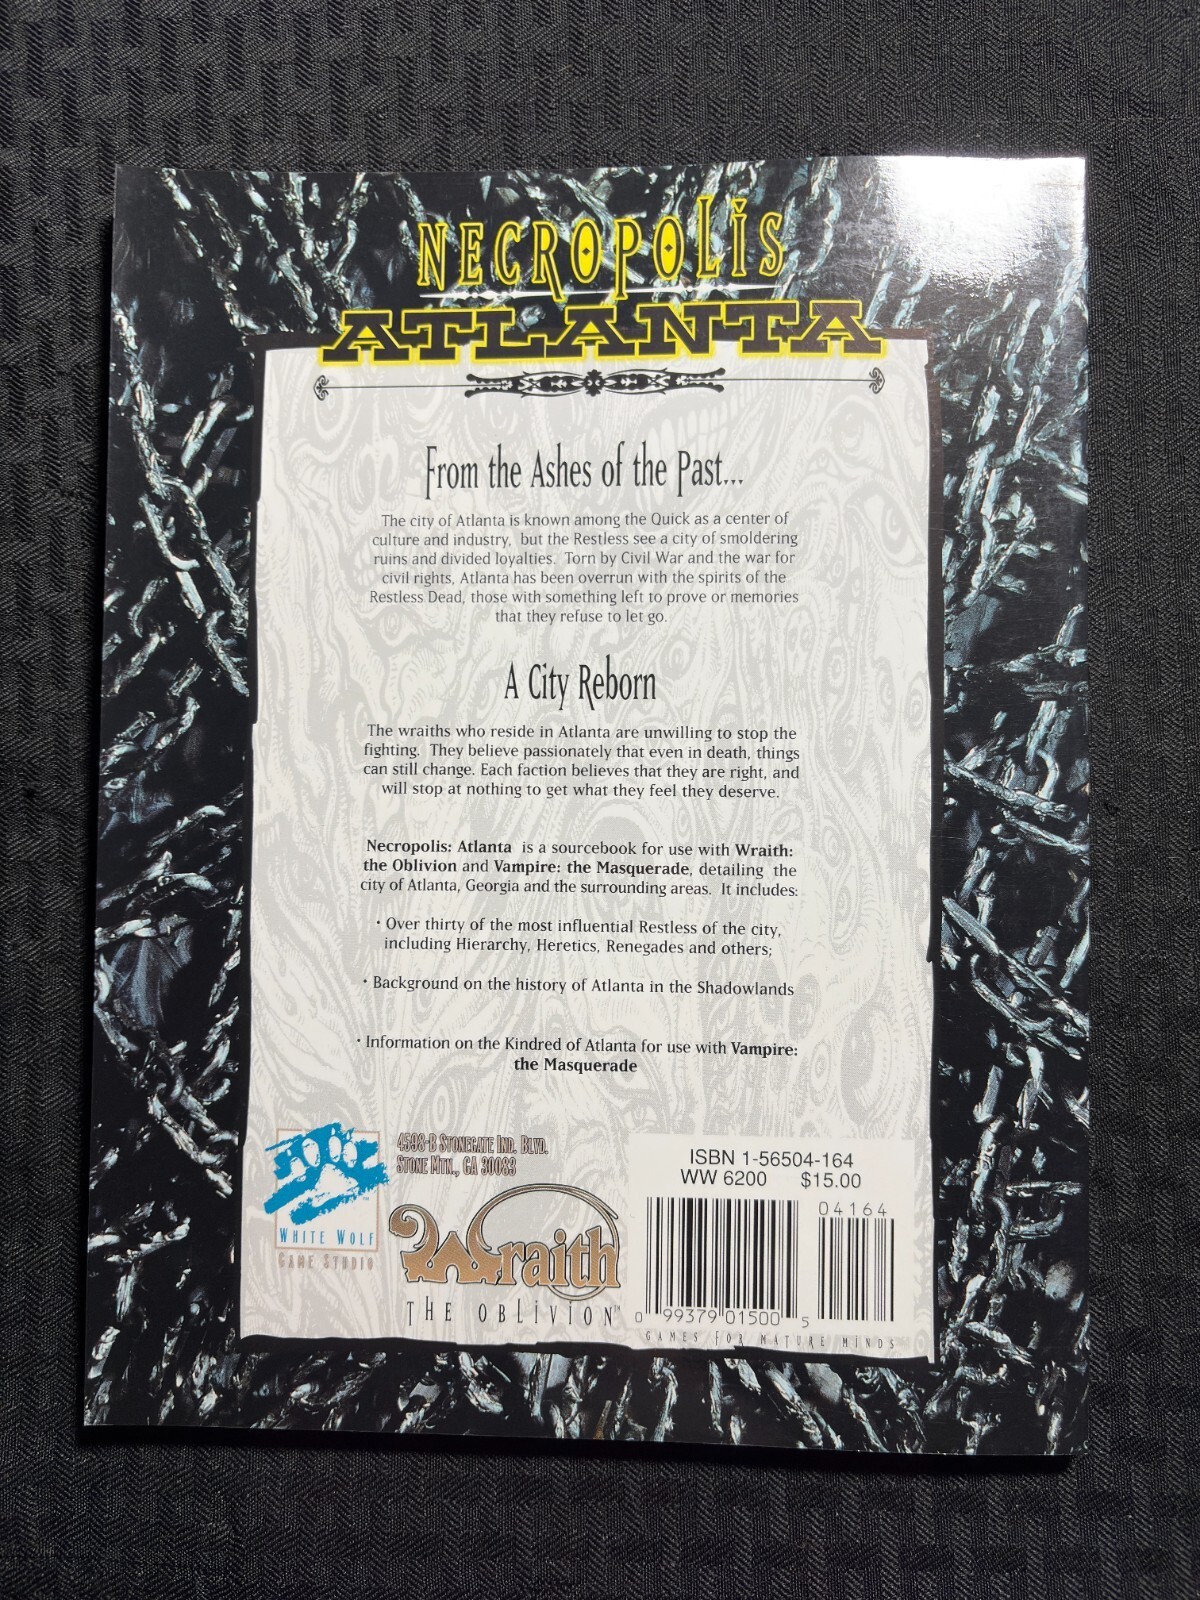 NECROPOLIS
ATLANTA
From the Ashes of the Past...
The city of Atlanta is known among the Quick as a center of
culture and industry, but the Restless see a city of smoldering
ruins and divided loyalties. Torn by Civil War and the war for
civil rights, Atlanta has been overrun with the spirits of the
Restless Dead, those with something left to prove or memories
that they refuse to let go.
A City Reborn
The wraiths who reside in Atlanta are unwilling to stop the
fighting. They believe passionately that even in death, things
can still change. Each faction believes that they are right, and
will stop at nothing to get what they feel they deserve.
Necropolis: Atlanta is a sourcebook for use with Wraith:
the Oblivion and Vampire: the Masquerade, detailing the
city of Atlanta, Georgia and the surrounding areas. It includes:
• Over thirty of the most influential Restless of the city,
including Hierarchy, Heretics, Renegades and others;
• Background on the history of Atlanta in the Shadowlands
• Information on the Kindred of Atlanta for use with Vampire:
the Masquerade
4598-B Stonegate Ind. Blvd.
Stone Mtn., GA 30083
WHITE WOLF
GAME STUDIO
Wraith
THE OBLIVION™
ISBN 1-56504-164
WW 6200 $15.00
04164
0 99379 01500 5
GAMES FOR MATURE MINDS